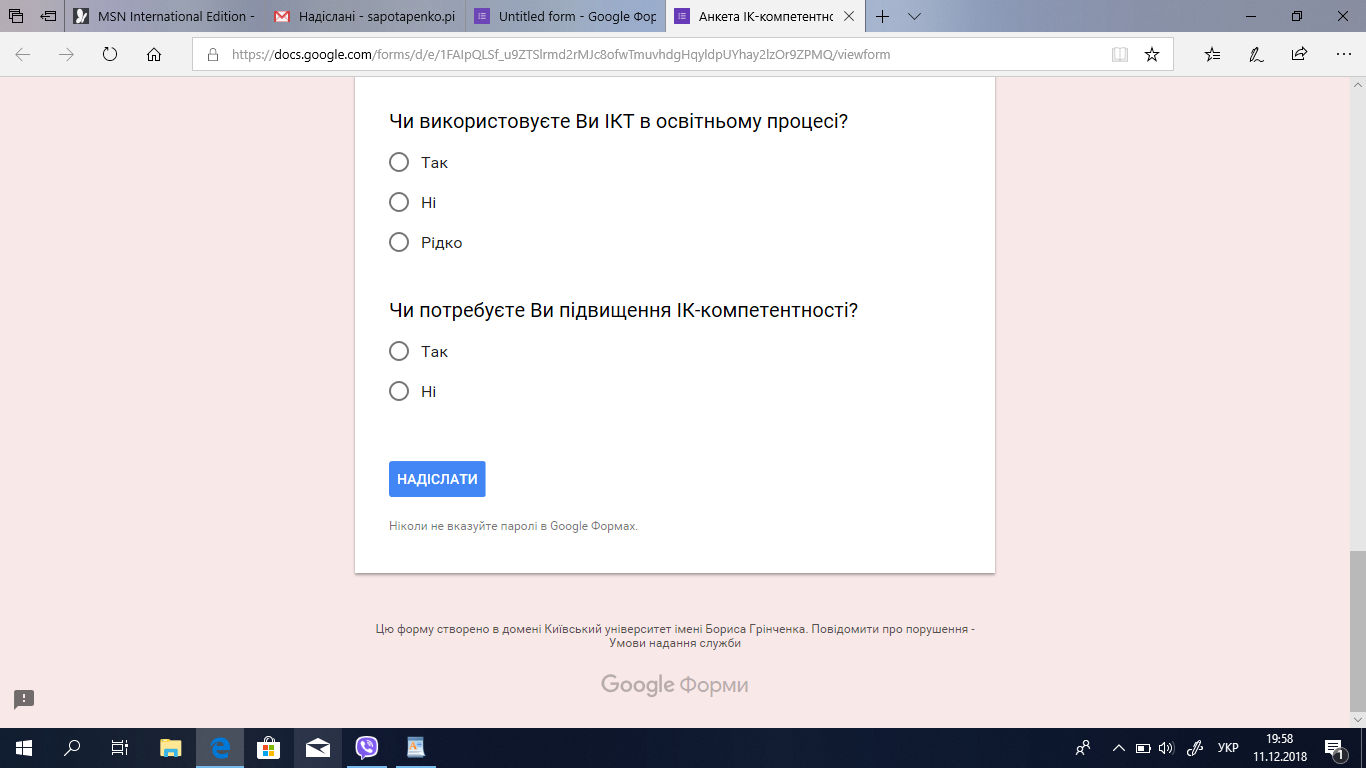 MSN International Edition -
Надіслані - sapotapenko.pi
Untitled form - Google Фор
Анкета ІК-компетентнс
https://docs.google.com/forms/d/e/1FAIpQLSf_u9ZTSlrmd2rMJc8ofwTmuvhdgHqyldpUYhay2lzOr9ZPMQ/viewform
Чи використовуєте Ви ІКТ в освітньому процесі?
Так
Ні
Рідко
Чи потребуєте Ви підвищення ІК-компетентності?
Так
Ні
НАДІСЛАТИ
Ніколи не вказуйте паролі в Google Формах.
Цю форму створено в домені Київський університет імені Бориса Грінченка. Повідомити про порушення -
Умови надання служби
Google Форми
УКР
19:58
11.12.2018
1